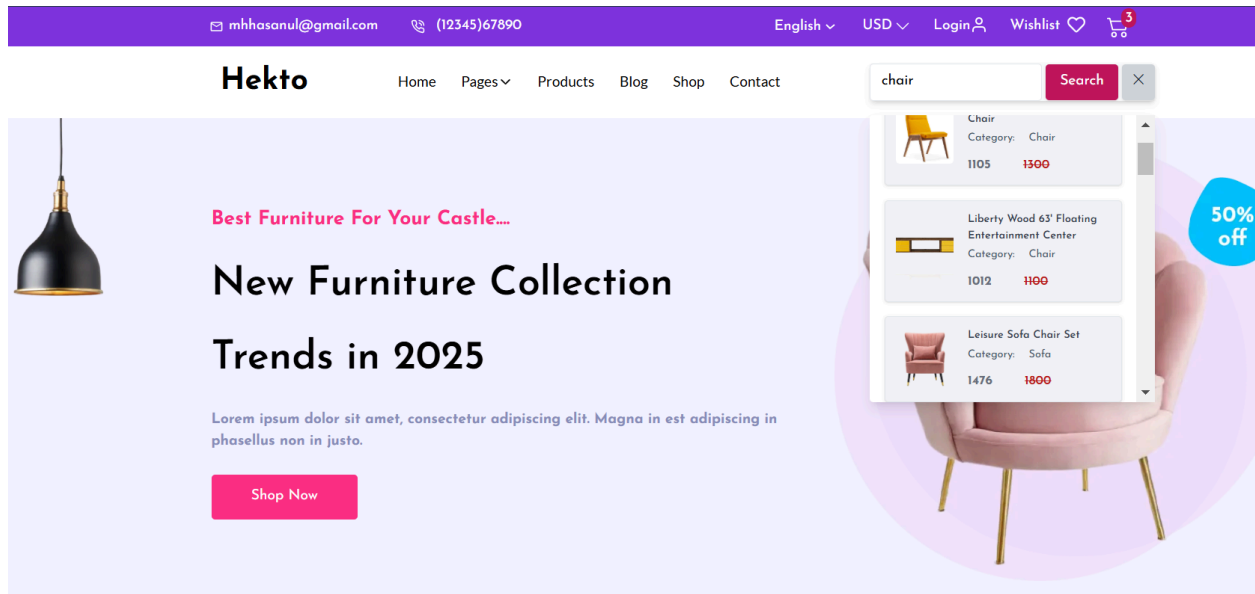 mhhasanul@gmail.com (12345)67890 English USD Login Wishlist 3
Hekto Home Pages Products Blog Shop Contact chair Search
Chair
Category: Chair
1105 1300
Liberty Wood 63' Floating
Entertainment Center
Category: Chair
1012 1100
Leisure Sofa Chair Set
Category: Sofa
1476 1800
50%
off
Best Furniture For Your Castle....
New Furniture Collection
Trends in 2025
Lorem ipsum dolor sit amet, consectetur adipiscing elit. Magna in est adipiscing in
phasellus non in justo.
Shop Now